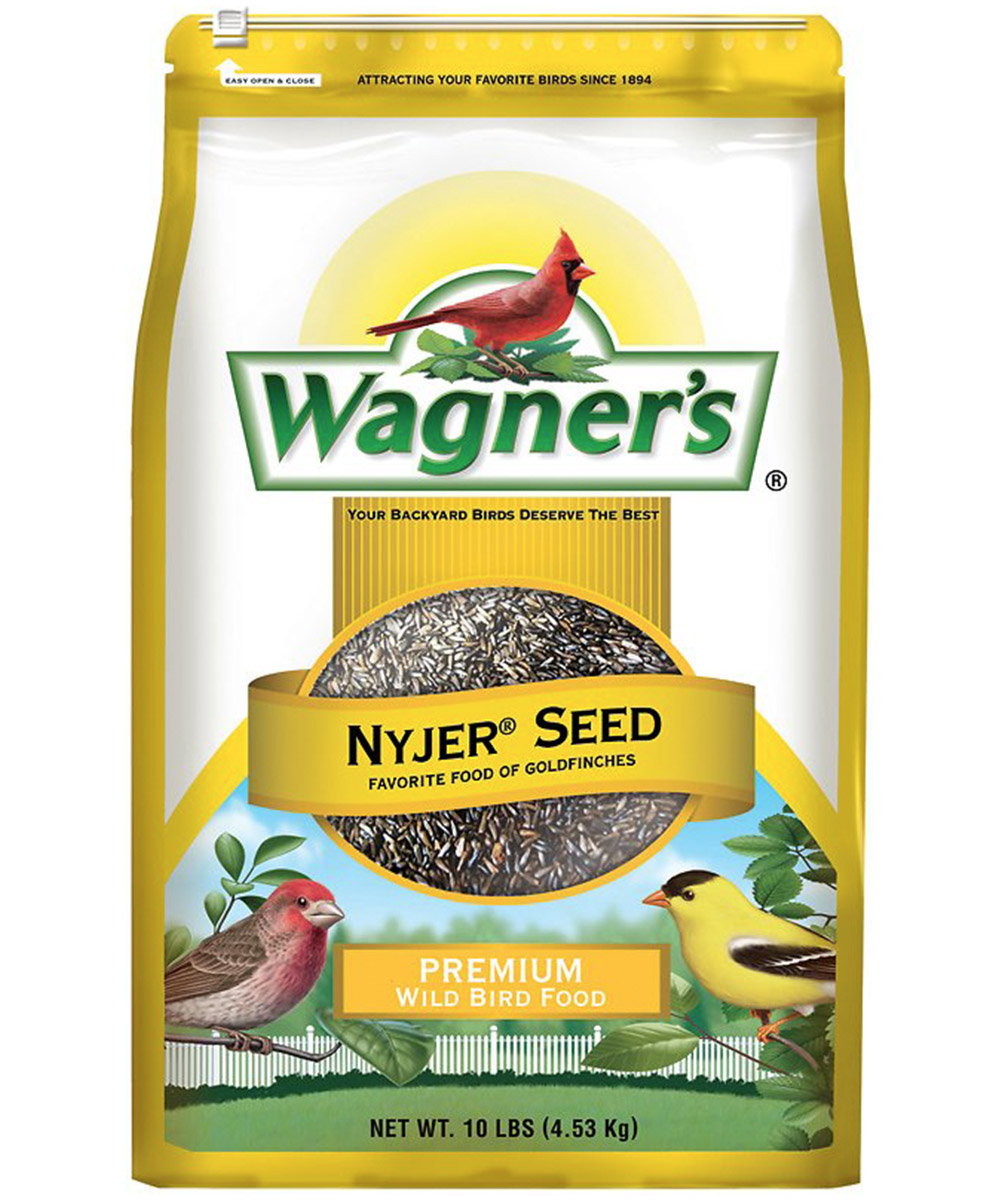 EASY OPEN & CLOSE
ATTRACTING YOUR FAVORITE BIRDS SINCE 1894
Wagner's®
YOUR BACKYARD BIRDS DESERVE THE BEST
NYJER® SEED
FAVORITE FOOD OF GOLDFINCHES
PREMIUM
WILD BIRD FOOD
NET WT. 10 LBS (4.53 Kg)